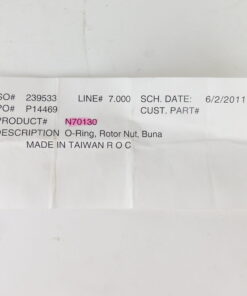 SO# 239533 LINE# 7.000 SCH. DATE: 6/2/2011
PO# P14469 CUST. PART#
PRODUCT# N70130
DESCRIPTION O-Ring, Rotor Nut, Buna
MADE IN TAIWAN R O C